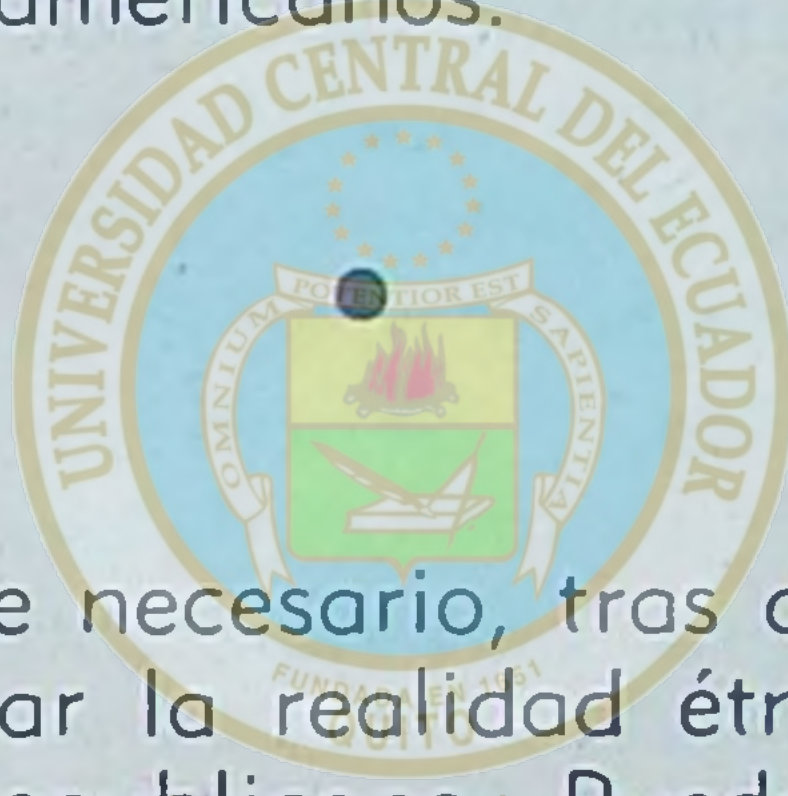 americanos.
UNIVERSIDAD CENTRAL DEL ECUADOR
OMNIUM POTENTIOR EST SAPIENTIA
e necesario, tras
FUNDADA EN 1651
ar la realidad étn
QUITO